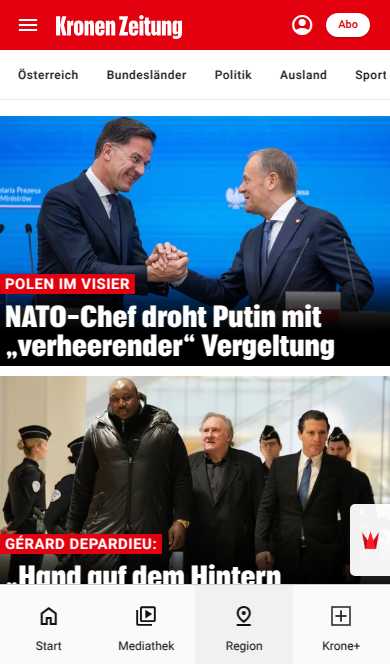 Kronen Zeitung
Abo
Österreich Bundesländer Politik Ausland Sport
POLEN IM VISIER
NATO-Chef droht Putin mit
„verheerender“ Vergeltung
GÉRARD DEPARDIEU:
„Hand auf dem Hintern
Start Mediathek Region Krone+